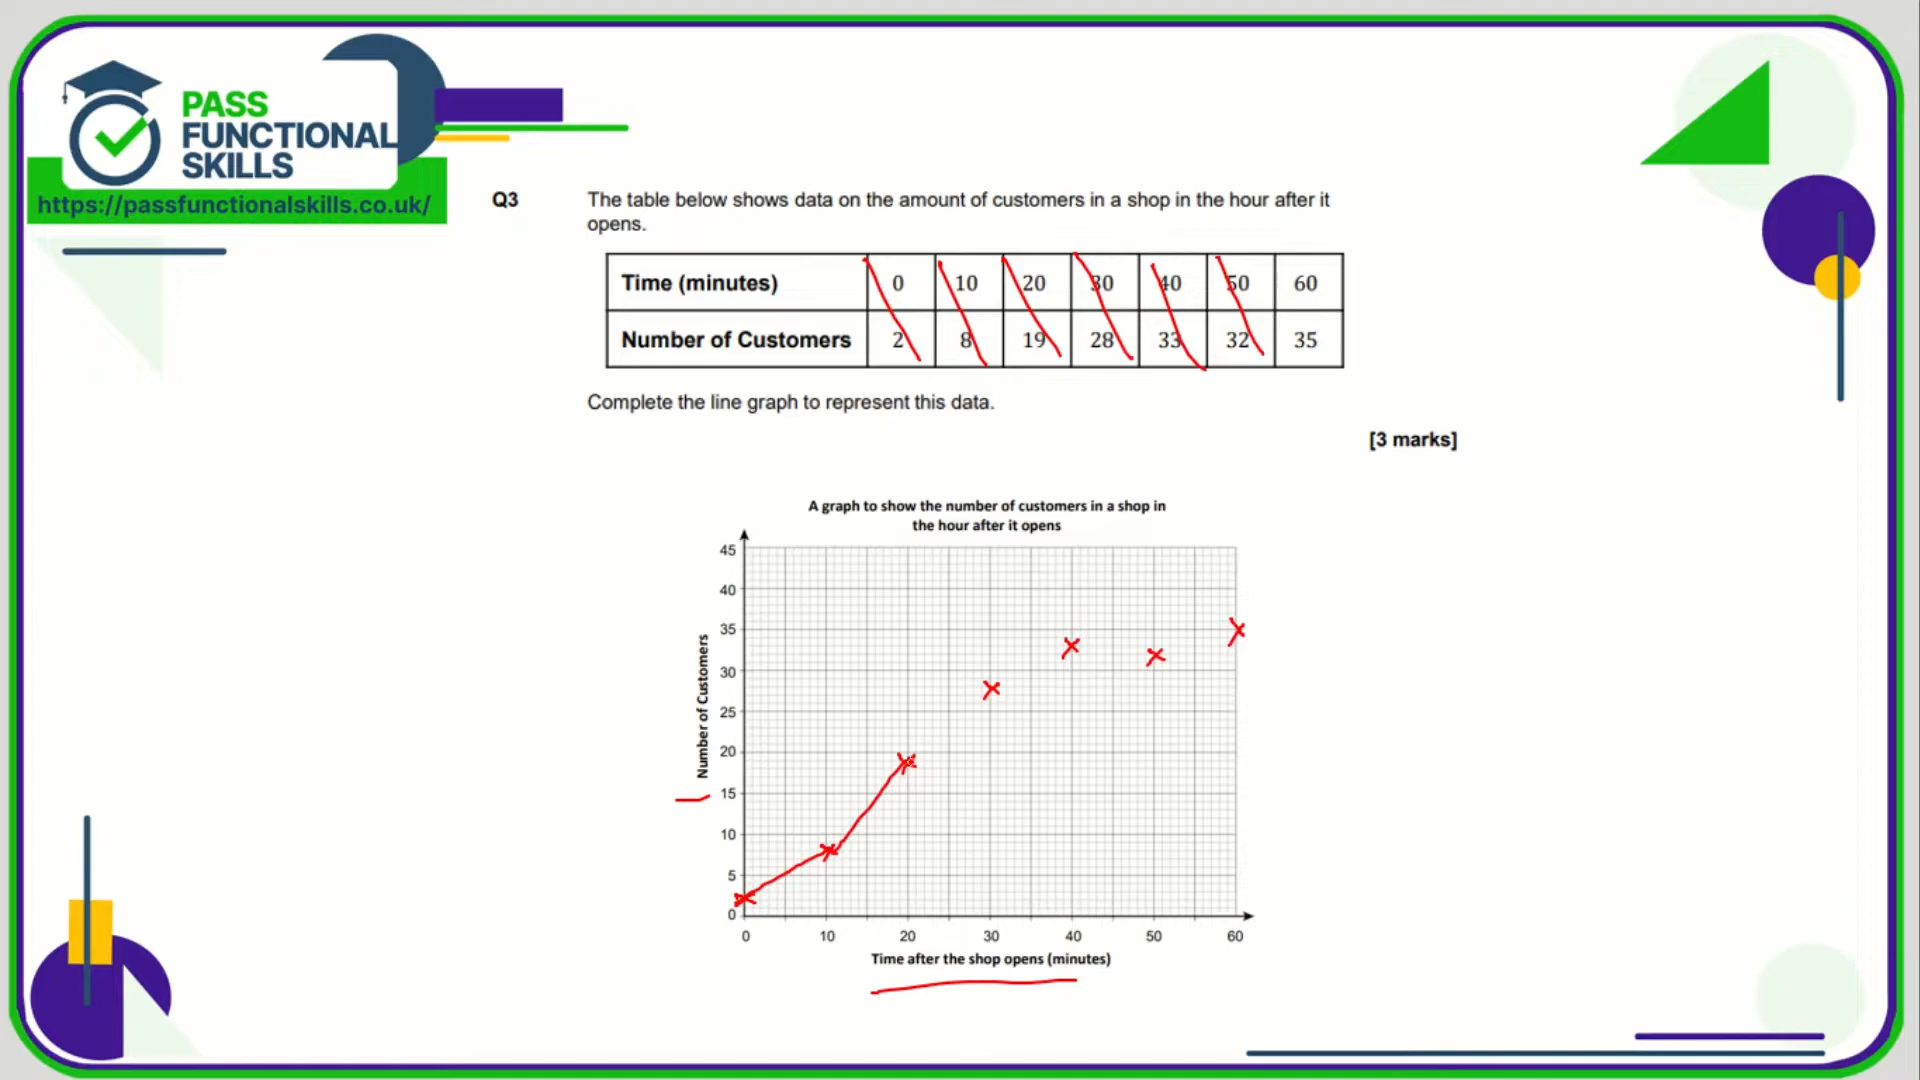 PASS
FUNCTIONAL
SKILLS
https://passfunctionalskills.co.uk/
Q3 The table below shows data on the amount of customers in a shop in the hour after it
opens.
Time (minutes) 0 10 20 30 40 50 60
Number of Customers 2 8 19 28 33 32 35
Complete the line graph to represent this data.
[3 marks]
A graph to show the number of customers in a shop in
the hour after it opens
45
40
35
30
25
20
15
10
5
0
Number of Customers
0 10 20 30 40 50 60
Time after the shop opens (minutes)